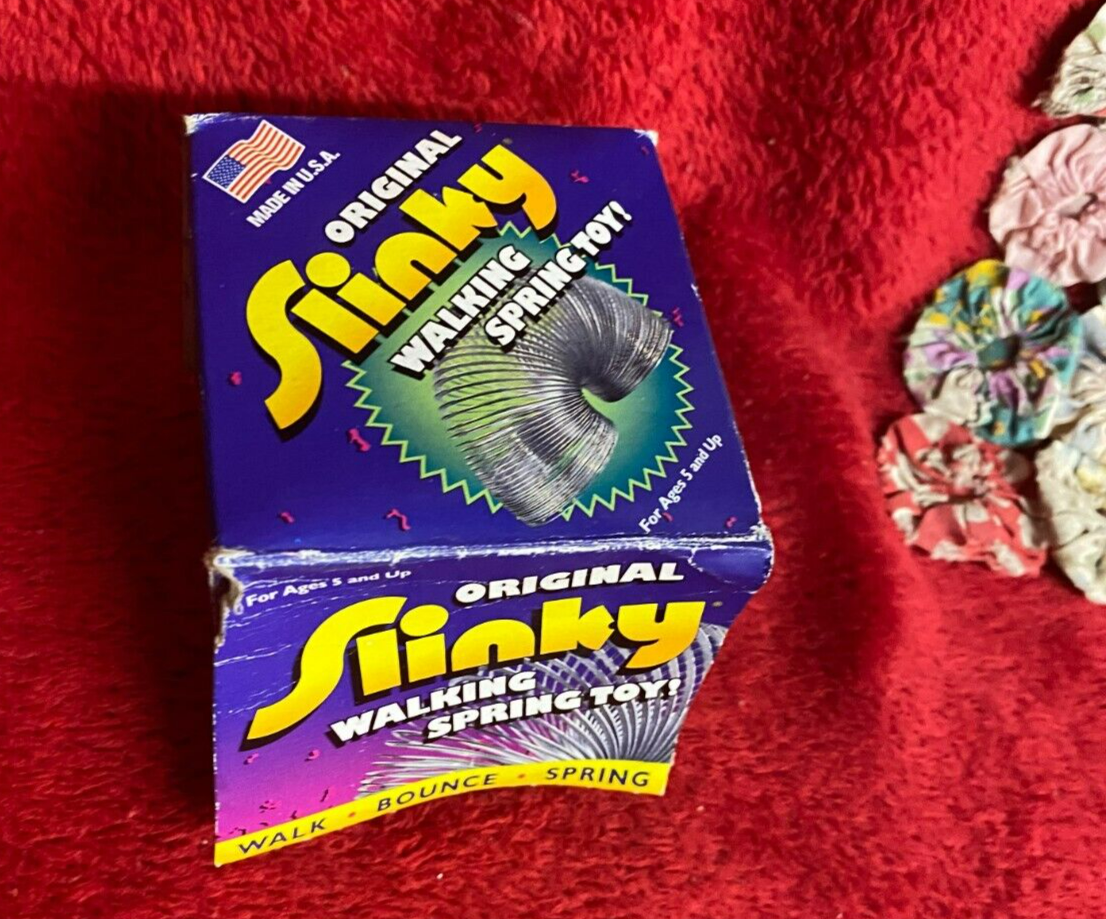 MADE IN U.S.A.
ORIGINAL
Slinky
WALKING
SPRING TOY!
For Ages 5 and Up
For Ages 5 and Up
ORIGINAL
Slinky
WALKING
SPRING TOY!
WALK • BOUNCE • SPRING